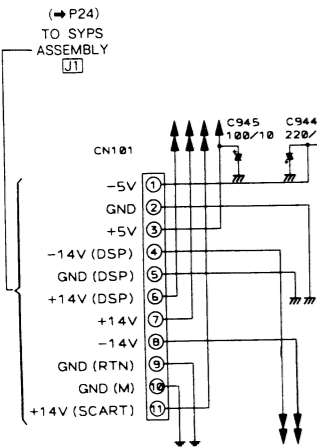 (➡ P24)
TO SYPS
ASSEMBLY
J1
C945
100/10
C944
220/
CN101
-5V 1
GND 2
+5V 3
-14V (DSP) 4
GND (DSP) 5
+14V (DSP) 6
+14V 7
-14V 8
GND (RTN) 9
GND (M) 10
+14V (SCART) 11